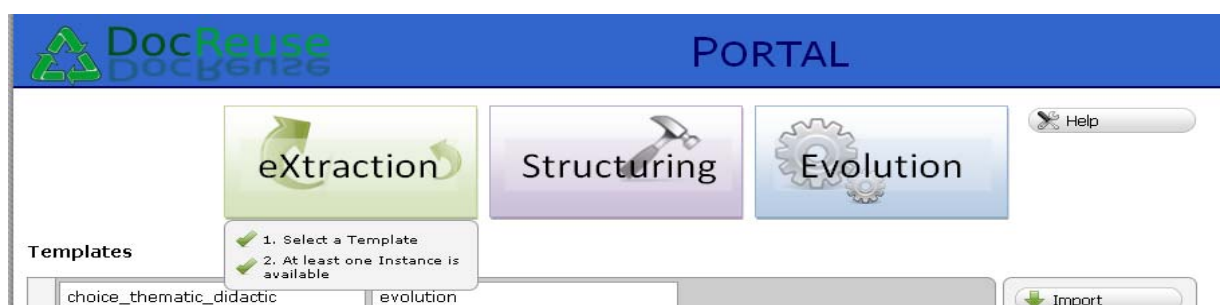 DocReuse
PORTAL
eXtraction
Structuring
Evolution
Help
1. Select a Template
2. At least one Instance is
available
Templates
choice_thematic_didactic
evolution
Import